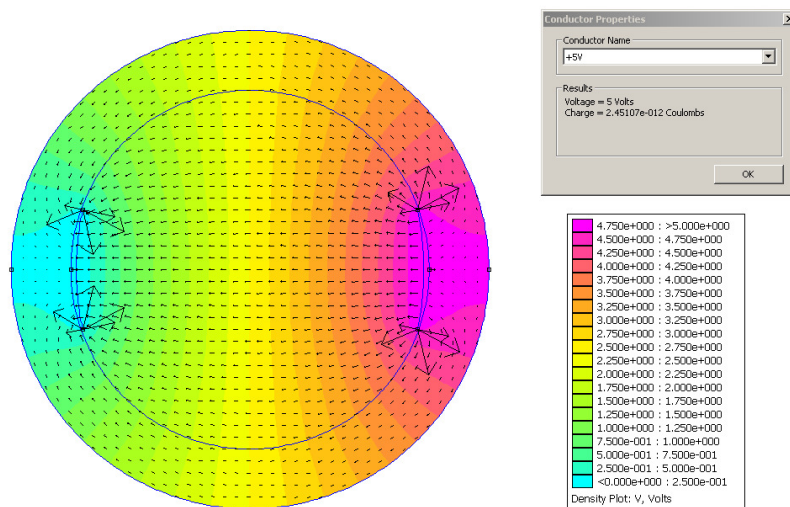 Conductor Properties
Conductor Name
+5V
Results
Voltage = 5 Volts
Charge = 2.45107e-012 Coulombs
OK
4.750e+000 : >5.000e+000
4.500e+000 : 4.750e+000
4.250e+000 : 4.500e+000
4.000e+000 : 4.250e+000
3.750e+000 : 4.000e+000
3.500e+000 : 3.750e+000
3.250e+000 : 3.500e+000
3.000e+000 : 3.250e+000
2.750e+000 : 3.000e+000
2.500e+000 : 2.750e+000
2.250e+000 : 2.500e+000
2.000e+000 : 2.250e+000
1.750e+000 : 2.000e+000
1.500e+000 : 1.750e+000
1.250e+000 : 1.500e+000
1.000e+000 : 1.250e+000
7.500e-001 : 1.000e+000
5.000e-001 : 7.500e-001
2.500e-001 : 5.000e-001
<0.000e+000 : 2.500e-001
Density Plot: V, Volts